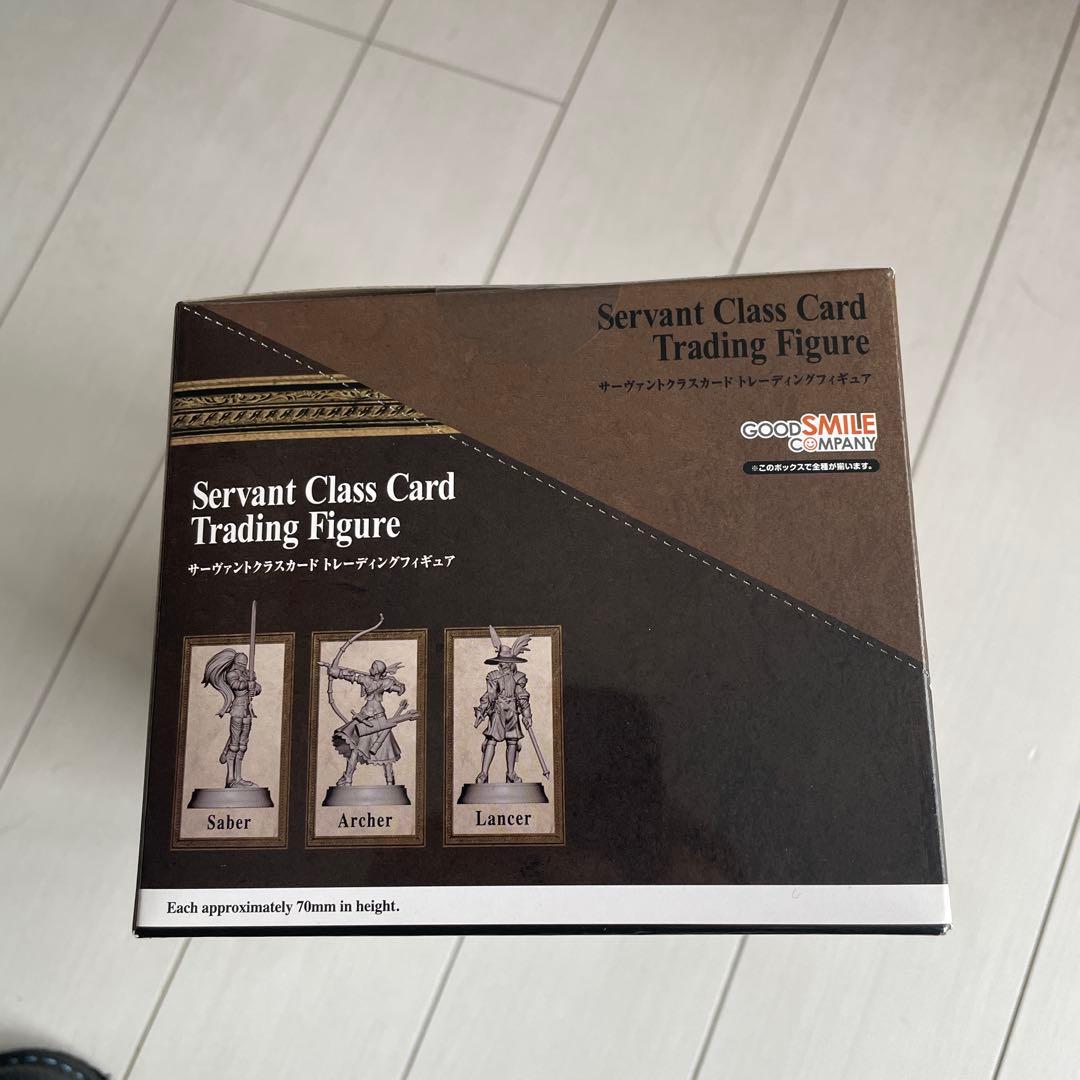 Servant Class Card
Trading Figure
サーヴァントクラスカード トレーディングフィギュア
GOOD SMILE
COMPANY
※このボックスで全種が揃います。
Servant Class Card
Trading Figure
サーヴァントクラスカード トレーディングフィギュア
Saber
Archer
Lancer
Each approximately 70mm in height.